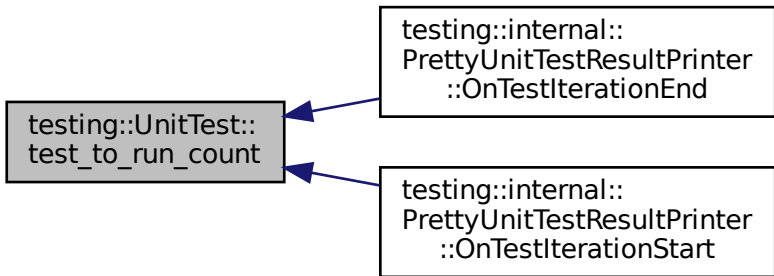 testing::UnitTest::
test_to_run_count
testing::internal::
PrettyUnitTestResultPrinter
::OnTestIterationEnd
testing::internal::
PrettyUnitTestResultPrinter
::OnTestIterationStart